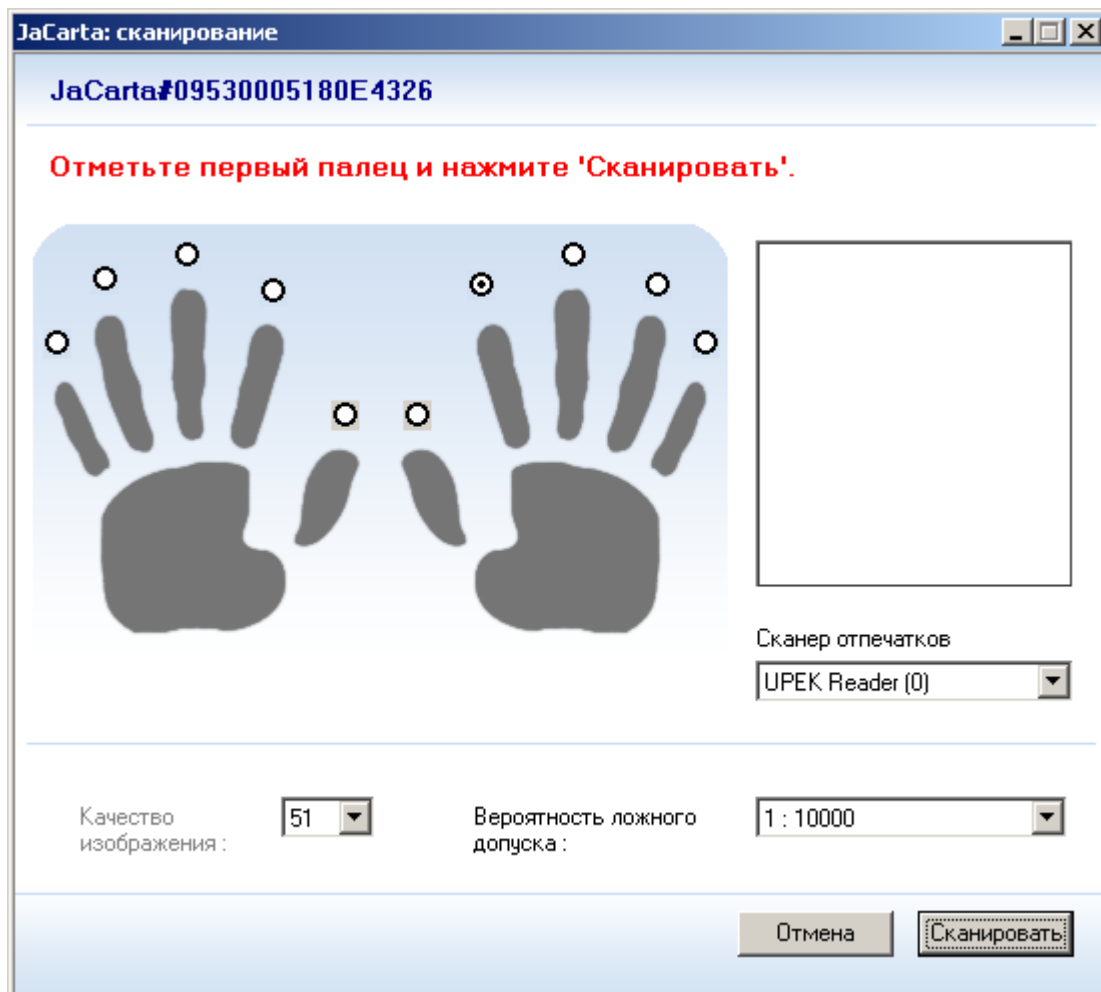 JaCarta: сканирование
JaCarta#09530005180E4326
Отметьте первый палец и нажмите 'Сканировать'.
Сканер отпечатков
UPEK Reader (0)
Качество
изображения :
51
Вероятность ложного
допуска :
1 : 10000
Отмена
Сканировать